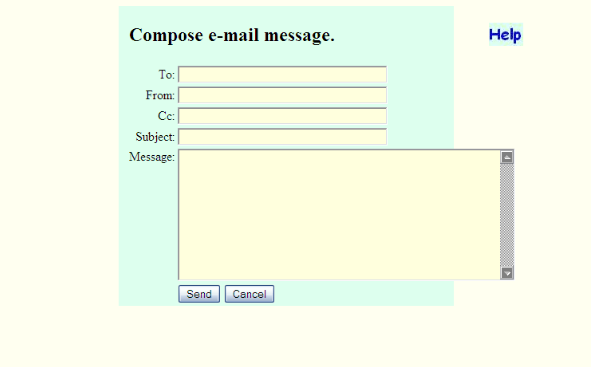 Compose e-mail message.
Help
To:
From:
Cc:
Subject:
Message:
Send Cancel